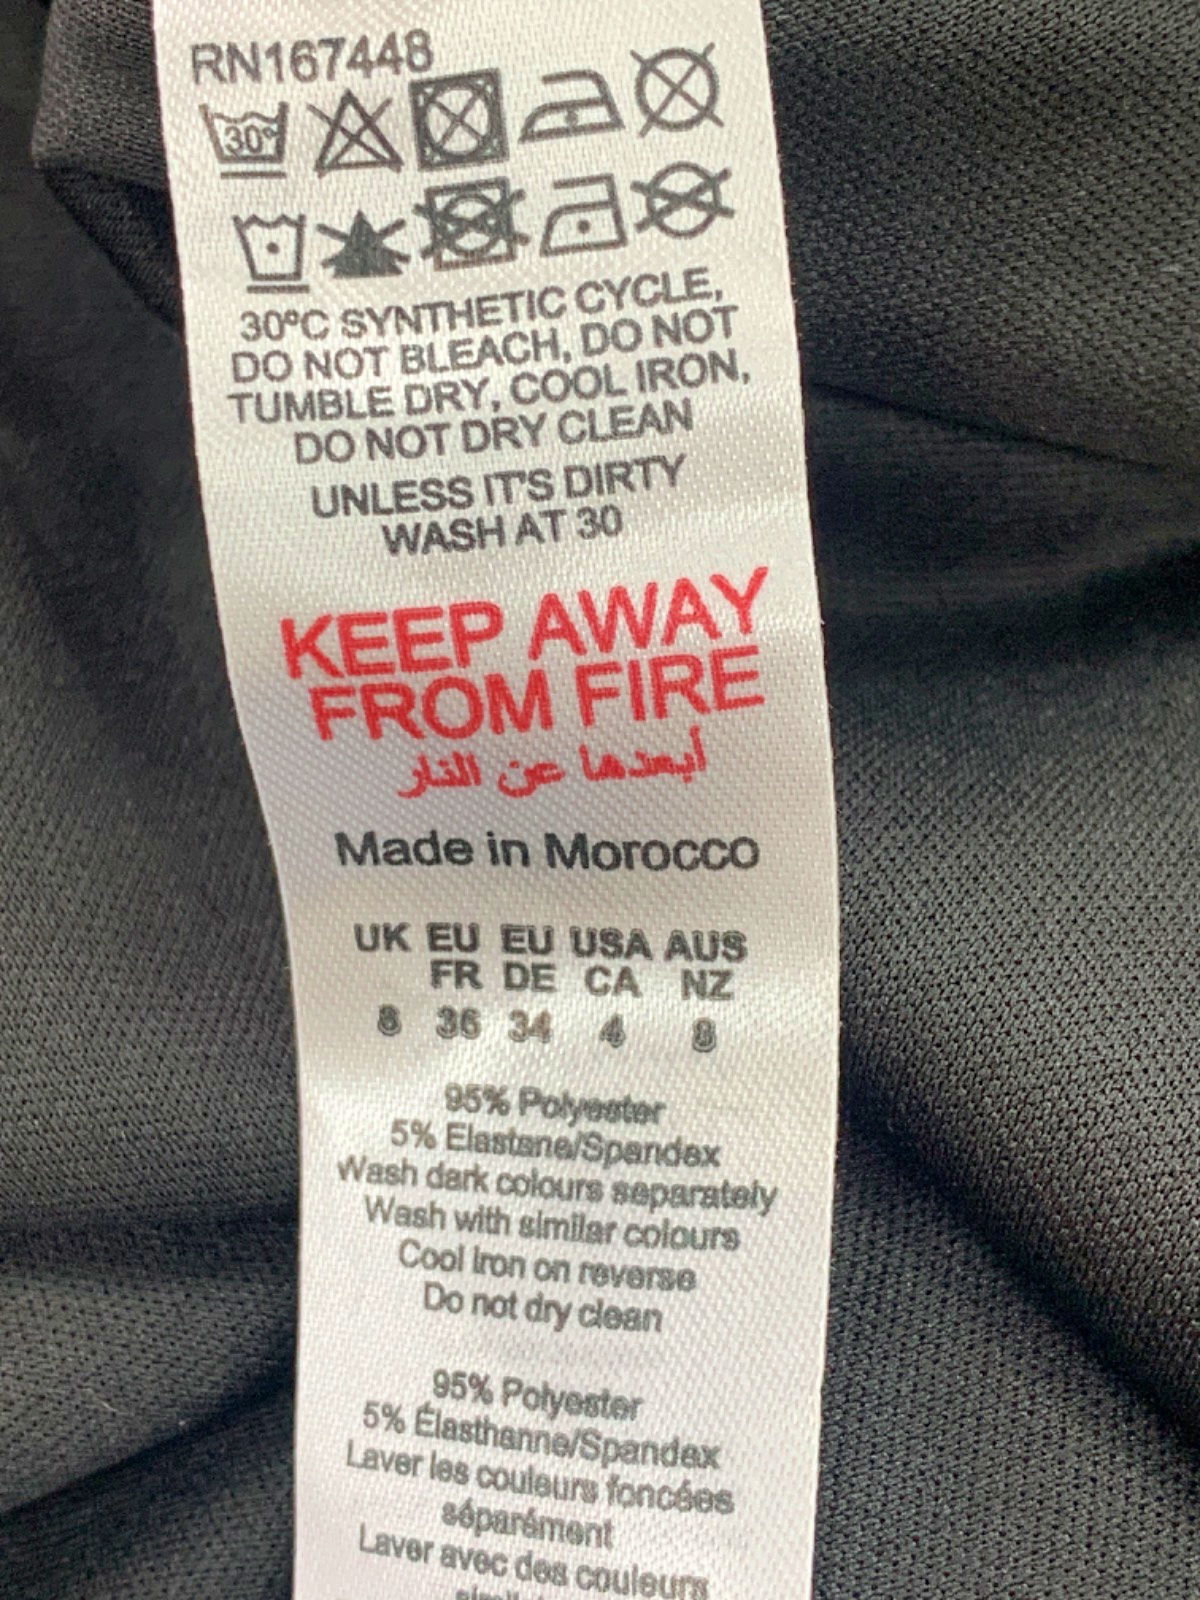 RN167448
30°
30ºC SYNTHETIC CYCLE,
DO NOT BLEACH, DO NOT
TUMBLE DRY, COOL IRON,
DO NOT DRY CLEAN
UNLESS IT'S DIRTY
WASH AT 30
KEEP AWAY
FROM FIRE
أبعدها عن النار
Made in Morocco
UK EU EU USA AUS
FR DE CA NZ
8 36 34 4 8
95% Polyester
5% Elastane/Spandex
Wash dark colours separately
Wash with similar colours
Cool Iron on reverse
Do not dry clean
95% Polyester
5% Élasthanne/Spandex
Laver les couleurs foncées
séparément
Laver avec des couleurs